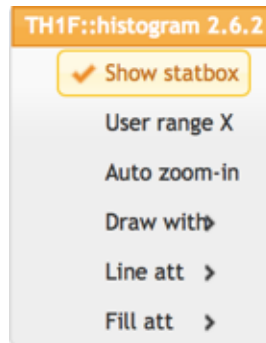 TH1F::histogram 2.6.2
Show statbox
User range X
Auto zoom-in
Draw with
Line att
Fill att